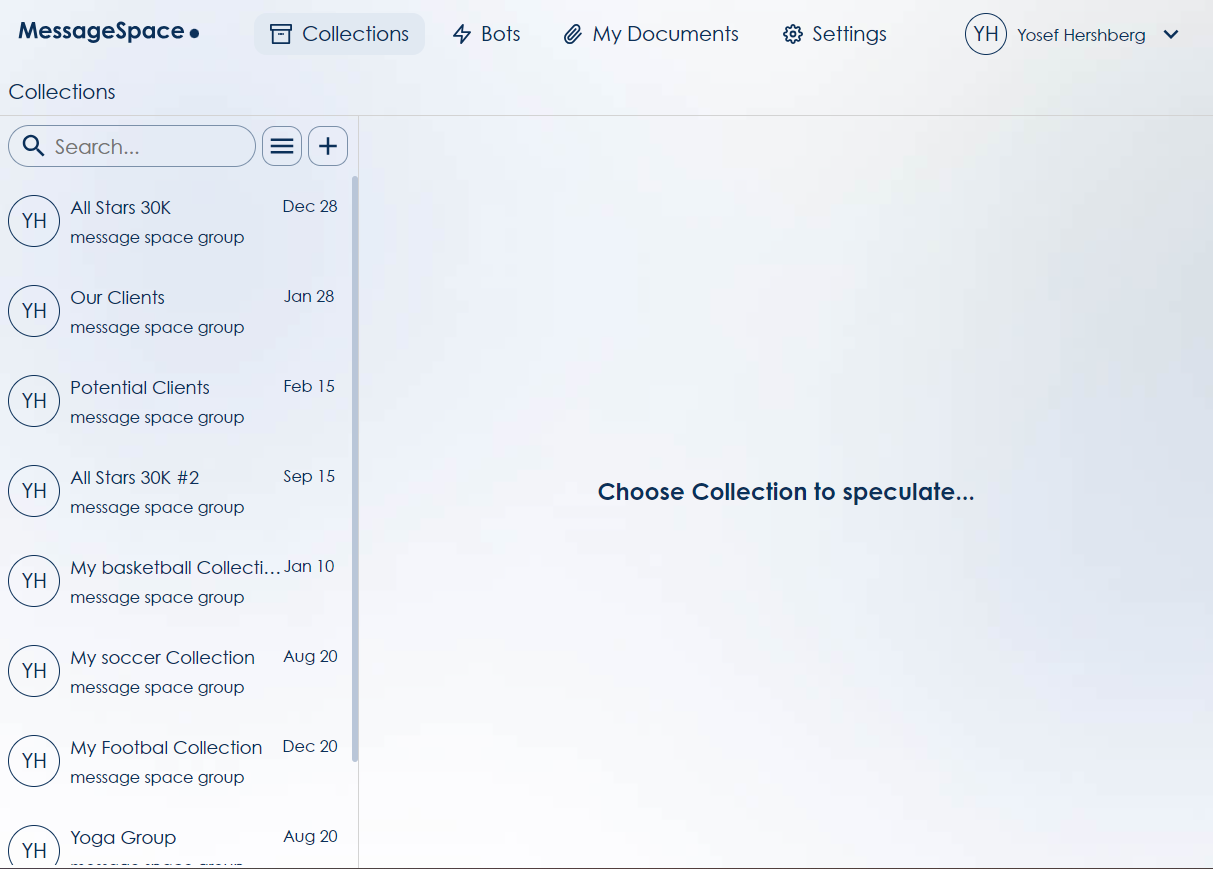 MessageSpace
Collections
Bots
My Documents
Settings
YH
Yosef Hershberg
Collections
Search...
YH
All Stars 30K
Dec 28
message space group
YH
Our Clients
Jan 28
message space group
YH
Potential Clients
Feb 15
message space group
YH
All Stars 30K #2
Sep 15
message space group
YH
My basketball Collecti...
Jan 10
message space group
YH
My soccer Collection
Aug 20
message space group
YH
My Footbal Collection
Dec 20
message space group
YH
Yoga Group
Aug 20
message space group
Choose Collection to speculate...